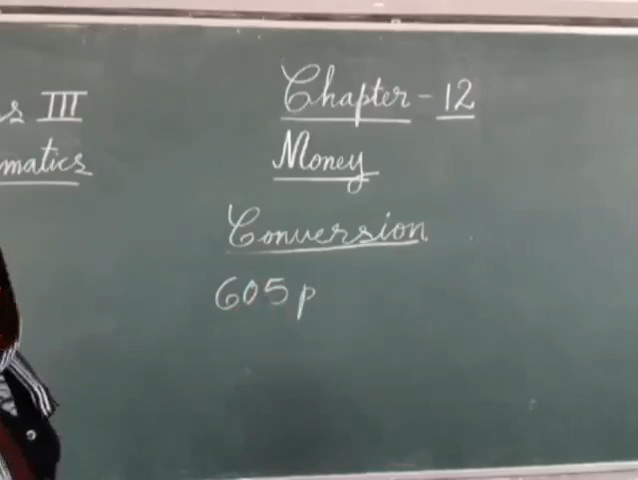 III
Chapter - 12
matics
Money
Conversion
605 p